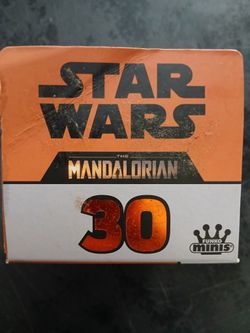 STAR
WARS
THE
MANDALORIAN
30
FUNKO
minis